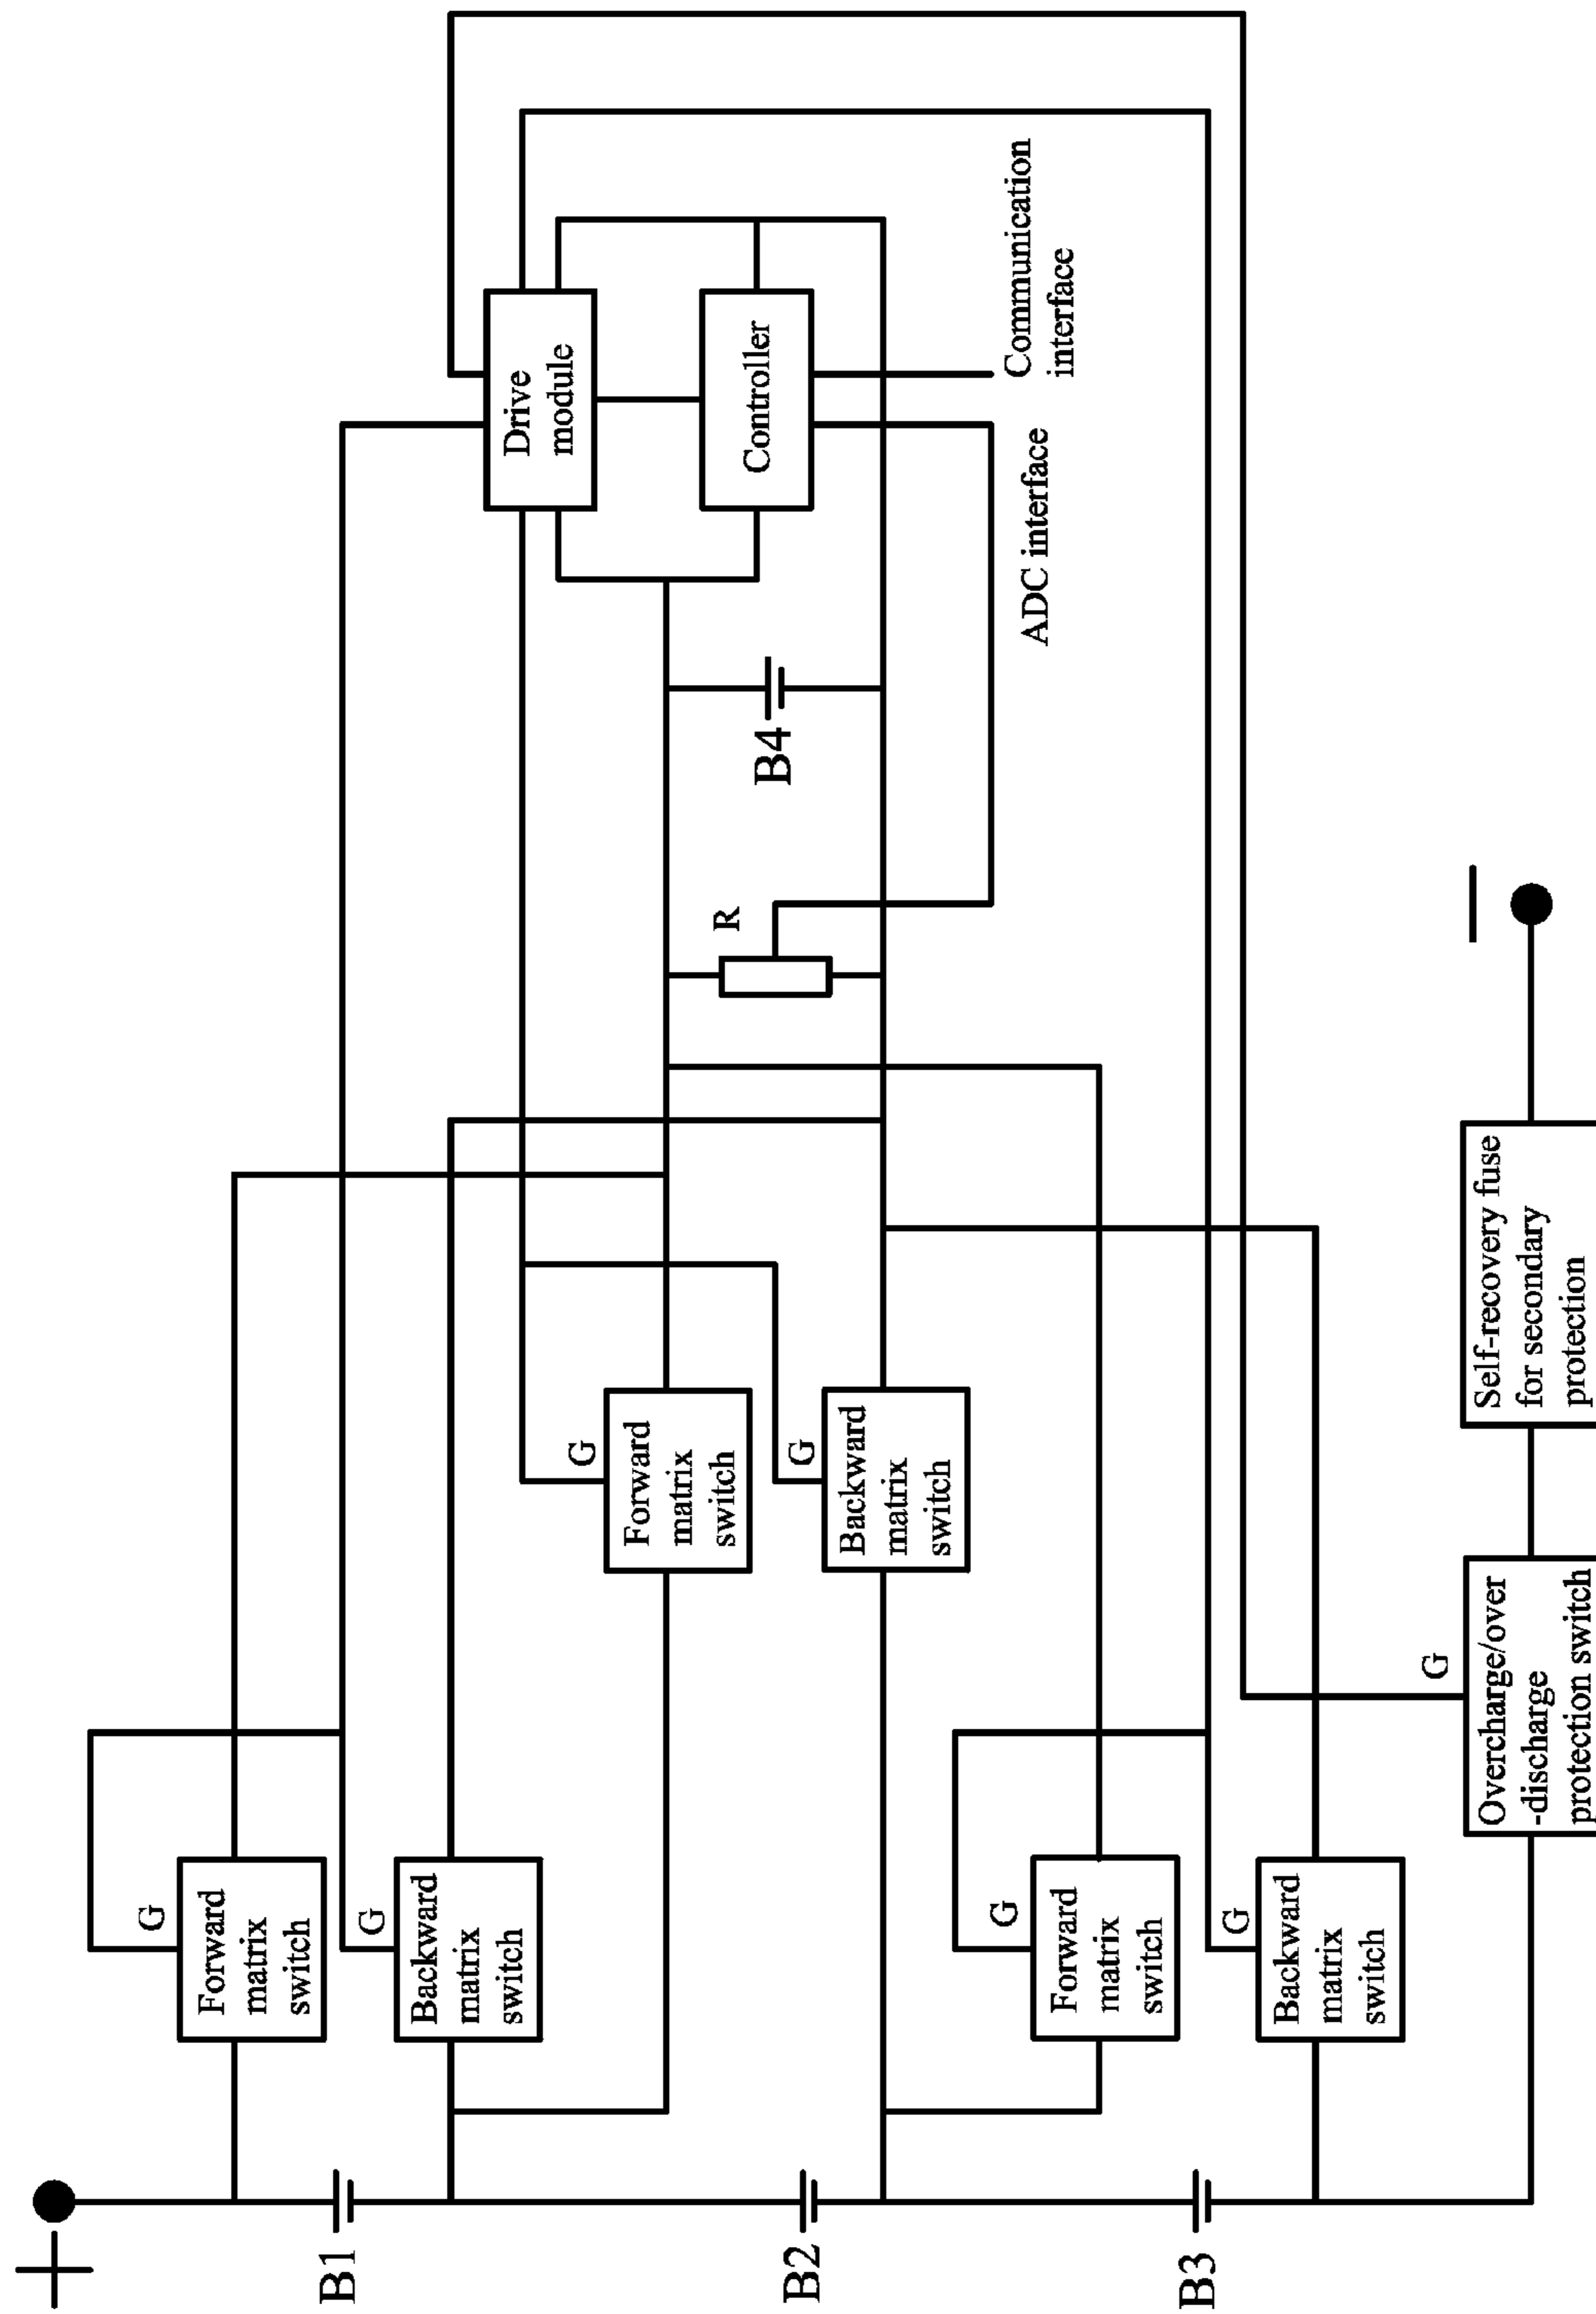 +
B1
B2
B3
G
Forward
matrix
switch
G
Backward
matrix
switch
G
Forward
matrix
switch
G
Backward
matrix
switch
G
Forward
matrix
switch
G
Backward
matrix
switch
G
Overcharge/over
-discharge
protection switch
Self-recovery fuse
for secondary
protection
—
R
B4
Drive
module
Controller
ADC interface
Communication
interface